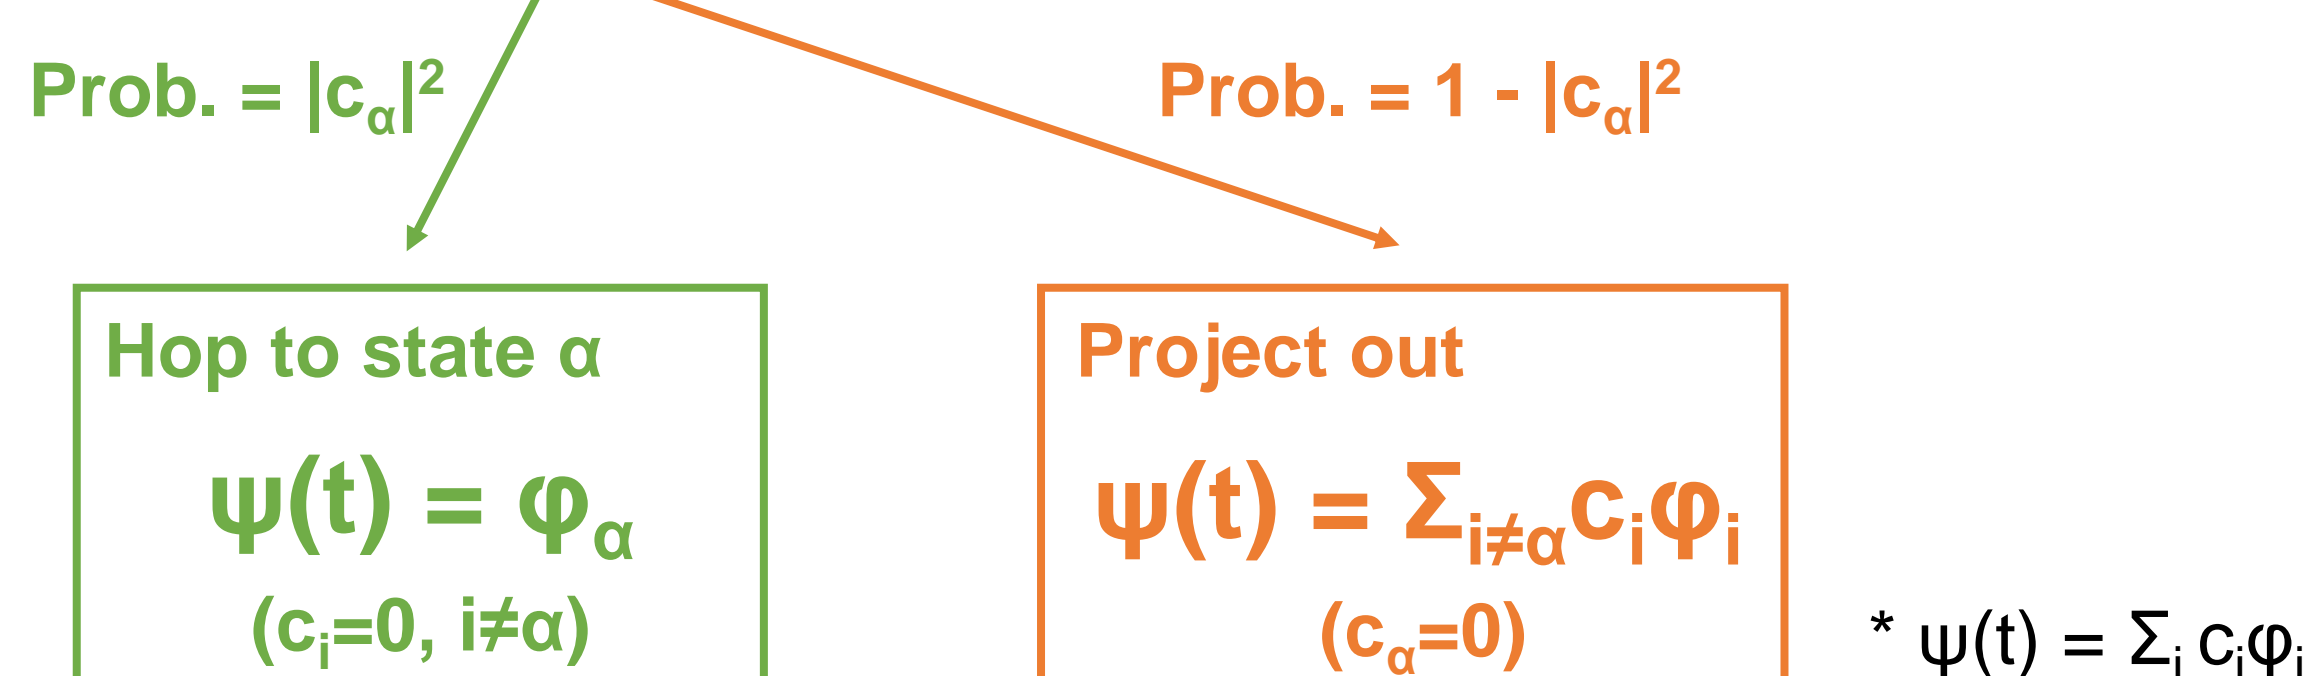 Prob. = |cα|²
Prob. = 1 - |cα|²
Hop to state α
ψ(t) = φα
(ci=0, i≠α)
Project out
ψ(t) = Σi≠αciφi
(cα=0)
* ψ(t) = Σi ciφi